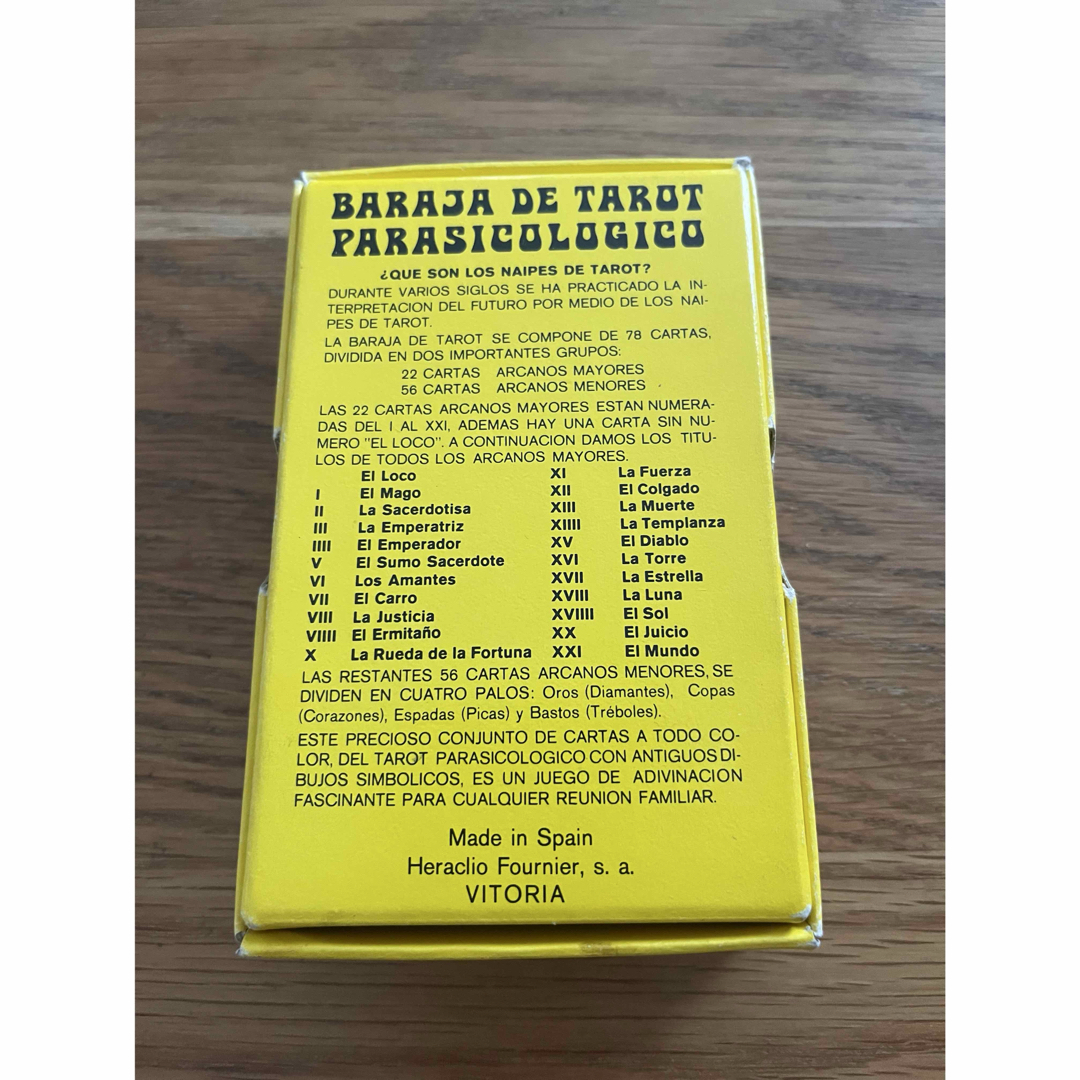 BARAJA DE TAROT
PARASICOLOGICO
¿QUE SON LOS NAIPES DE TAROT?
DURANTE VARIOS SIGLOS SE HA PRACTICADO LA IN-
TERPRETACION DEL FUTURO POR MEDIO DE LOS NAI-
PES DE TAROT.
LA BARAJA DE TAROT SE COMPONE DE 78 CARTAS,
DIVIDIDA EN DOS IMPORTANTES GRUPOS:
22 CARTAS ARCANOS MAYORES
56 CARTAS ARCANOS MENORES
LAS 22 CARTAS ARCANOS MAYORES ESTAN NUMERA-
DAS DEL I AL XXI, ADEMAS HAY UNA CARTA SIN NU-
MERO "EL LOCO". A CONTINUACION DAMOS LOS TITU-
LOS DE TODOS LOS ARCANOS MAYORES.
El Loco
I El Mago
II La Sacerdotisa
III La Emperatriz
IIII El Emperador
V El Sumo Sacerdote
VI Los Amantes
VII El Carro
VIII La Justicia
VIIII El Ermitaño
X La Rueda de la Fortuna
XI La Fuerza
XII El Colgado
XIII La Muerte
XIIII La Templanza
XV El Diablo
XVI La Torre
XVII La Estrella
XVIII La Luna
XVIIII El Sol
XX El Juicio
XXI El Mundo
LAS RESTANTES 56 CARTAS ARCANOS MENORES, SE
DIVIDEN EN CUATRO PALOS: Oros (Diamantes), Copas
(Corazones), Espadas (Picas) y Bastos (Tréboles).
ESTE PRECIOSO CONJUNTO DE CARTAS A TODO CO-
LOR, DEL TAROT PARASICOLOGICO CON ANTIGUOS DI-
BUJOS SIMBOLICOS, ES UN JUEGO DE ADIVINACION
FASCINANTE PARA CUALQUIER REUNION FAMILIAR.
Made in Spain
Heraclio Fournier, s. a.
VITORIA